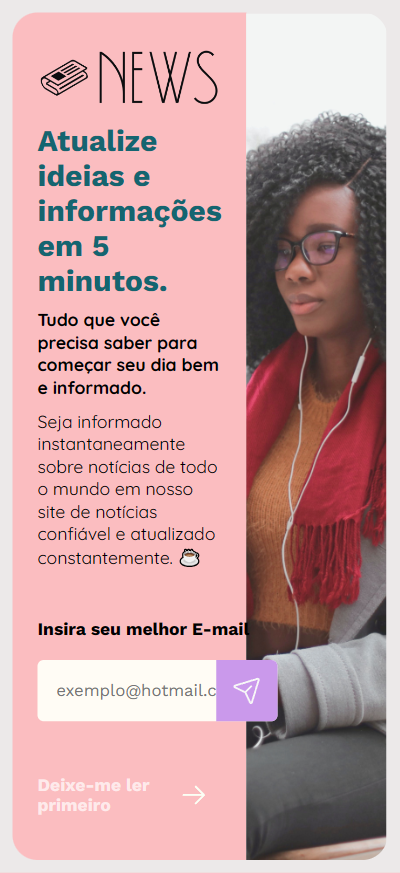 NEWS
Atualize
ideias e
informações
em 5
minutos.
Tudo que você
precisa saber para
começar seu dia bem
e informado.
Seja informado
instantaneamente
sobre notícias de todo
o mundo em nosso
site de notícias
confiável e atualizado
constantemente. ☕
Insira seu melhor E-mail
exemplo@hotmail.c
Deixe-me ler
primeiro